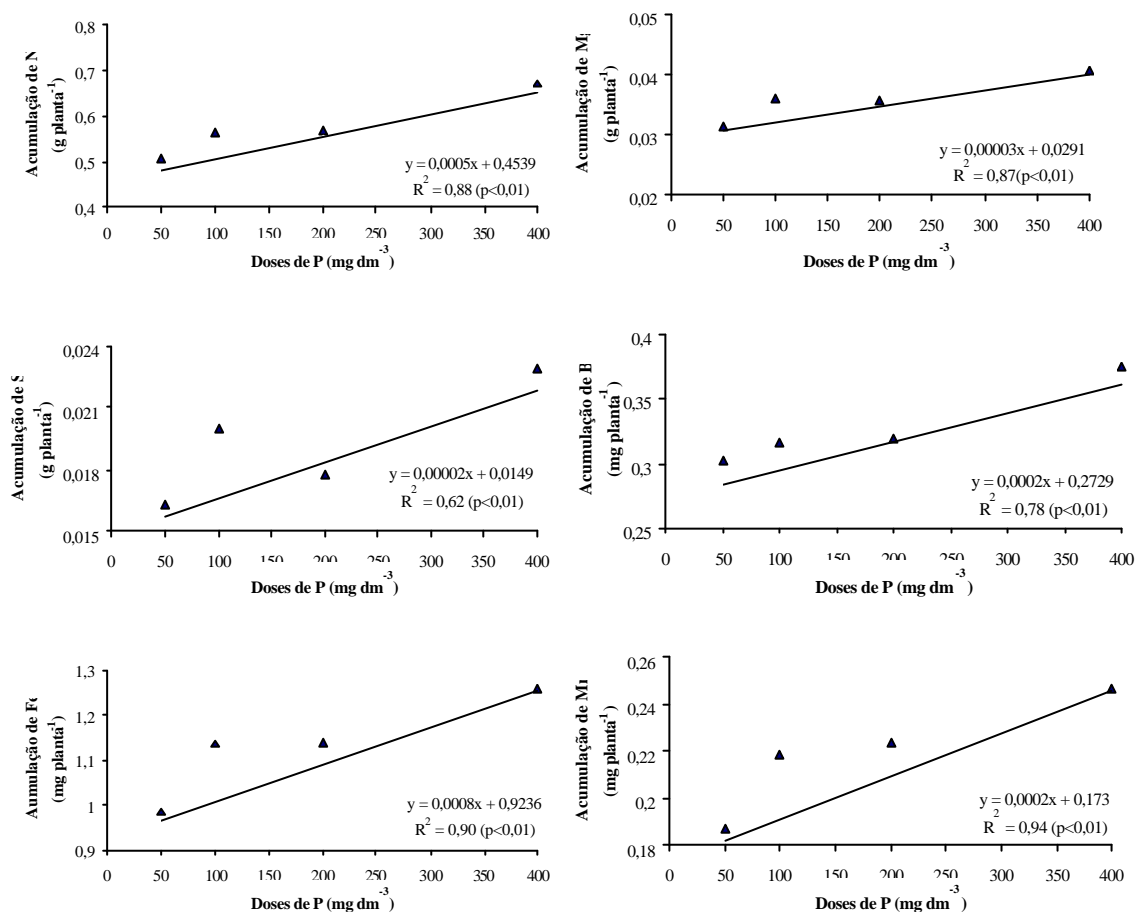 Acumulação de N
(g planta-1)
0,8
0,7
0,6
0,5
0,4
0 50 100 150 200 250 300 350 400
y = 0,0005x + 0,4539
R2 = 0,88 (p<0,01)
Doses de P (mg dm-3)
Acumulação de
(g planta-1)
0,05
0,04
0,03
0,02
0 50 100 150 200 250 300 350 400
y = 0,00003x + 0,0291
R2 = 0,87(p<0,01)
Doses de P (mg dm-3)
Acumulação de S
(g planta-1)
0,024
0,021
0,018
0,015
0 50 100 150 200 250 300 350 400
y = 0,00002x + 0,0149
R2 = 0,62 (p<0,01)
Doses de P (mg dm-3)
Acumulação de B
(mg planta-1)
0,4
0,35
0,3
0,25
0 50 100 150 200 250 300 350 400
y = 0,0002x + 0,2729
R2 = 0,78 (p<0,01)
Doses de P (mg dm-3)
Aumulação de Fe
(mg planta-1)
1,3
1,2
1,1
1
0,9
0 50 100 150 200 250 300 350 400
y = 0,0008x + 0,9236
R2 = 0,90 (p<0,01)
Doses de P (mg dm-3)
Acumulação de
(mg planta-1)
0,26
0,24
0,22
0,2
0,18
0 50 100 150 200 250 300 350 400
y = 0,0002x + 0,173
R2 = 0,94 (p<0,01)
Doses de P (mg dm-3)